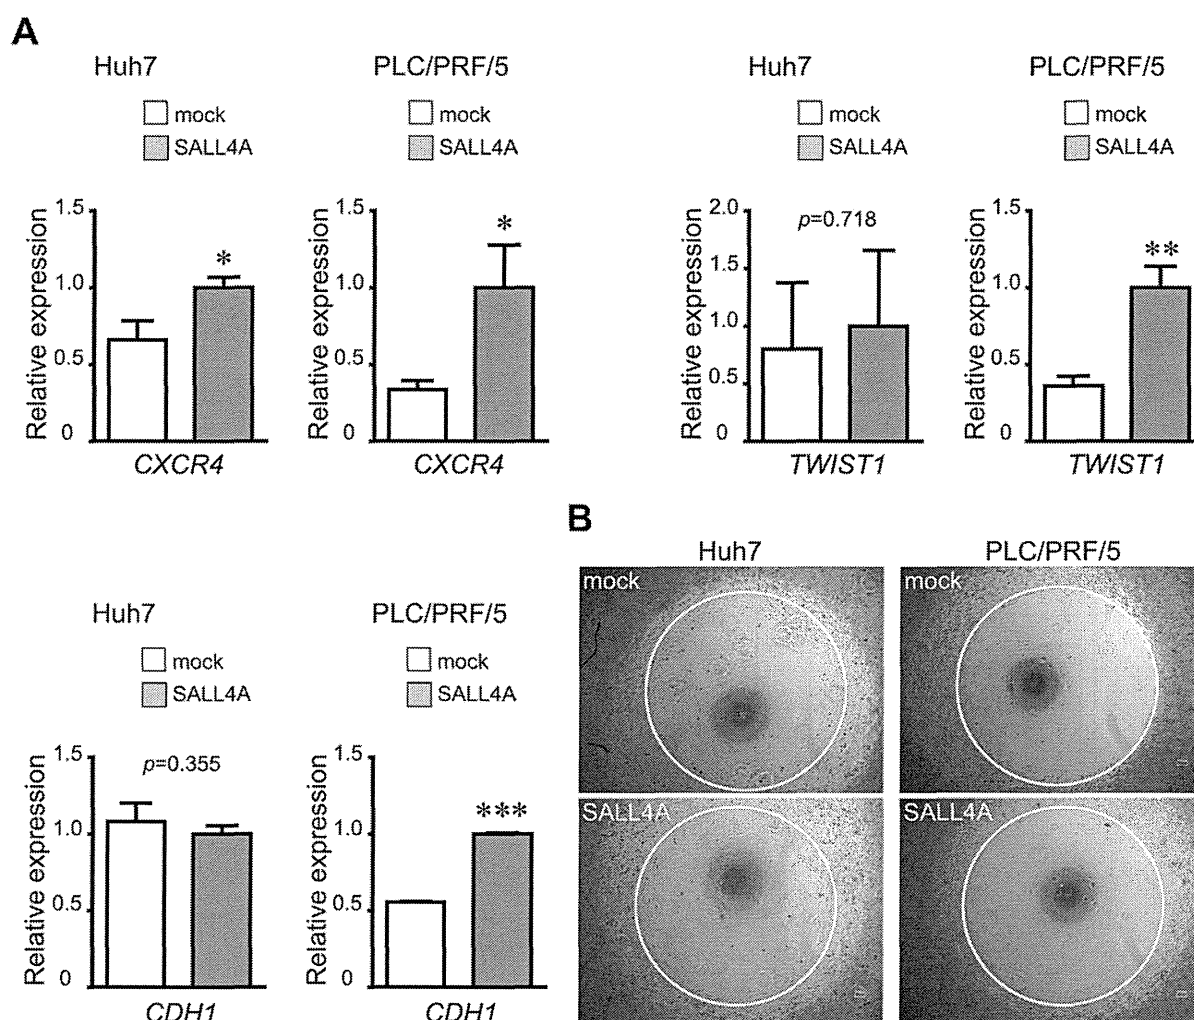 A
Huh7
mock
SALL4A
1.5
1.0
0.5
0
Relative expression
*
CXCR4
PLC/PRF/5
mock
SALL4A
1.5
1.0
0.5
0
Relative expression
*
CXCR4
Huh7
mock
SALL4A
2.0
1.5
1.0
0.5
0
Relative expression
p=0.718
TWIST1
PLC/PRF/5
mock
SALL4A
1.5
1.0
0.5
0
Relative expression
**
TWIST1
Huh7
mock
SALL4A
1.5
1.0
0.5
0
Relative expression
p=0.355
CDH1
PLC/PRF/5
mock
SALL4A
1.5
1.0
0.5
0
Relative expression
***
CDH1
B
Huh7
PLC/PRF/5
mock
mock
SALL4A
SALL4A